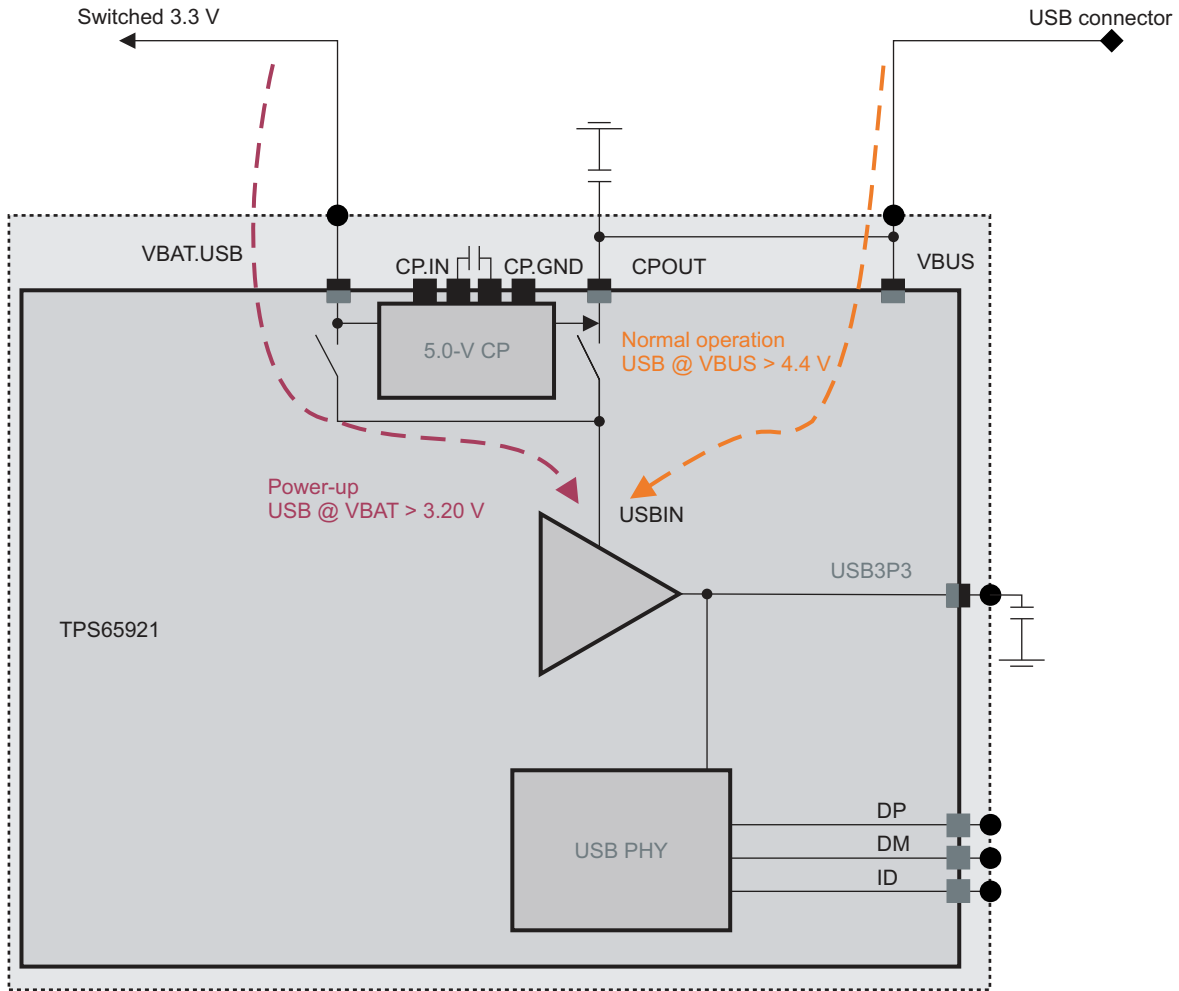 Switched 3.3 V
USB connector
VBAT.USB
CP.IN
CP.GND
CPOUT
VBUS
5.0-V CP
Normal operation
USB @ VBUS > 4.4 V
Power-up
USB @ VBAT > 3.20 V
USBIN
USB3P3
TPS65921
USB PHY
DP
DM
ID